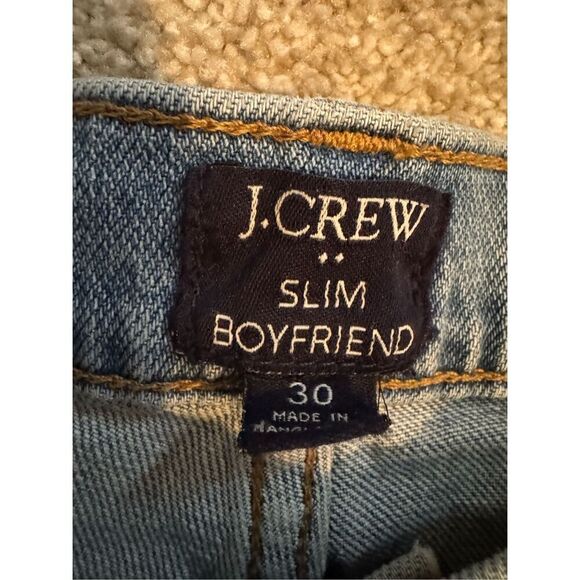 J.CREW
SLIM
BOYFRIEND
30
MADE IN